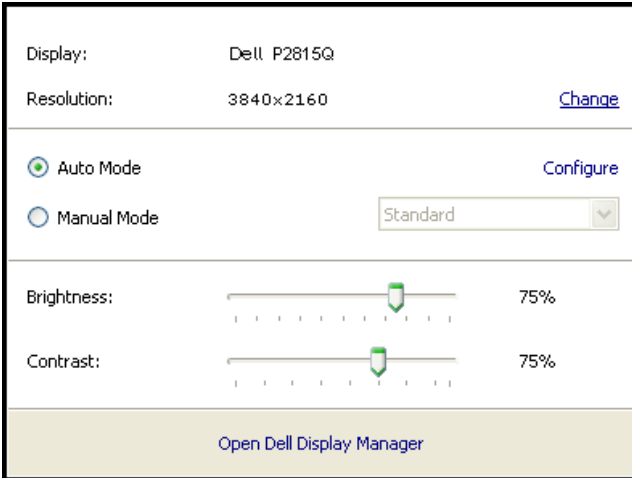 Display: Dell P2815Q
Resolution: 3840x2160 Change
Auto Mode Configure
Manual Mode Standard
Brightness: 75%
Contrast: 75%
Open Dell Display Manager